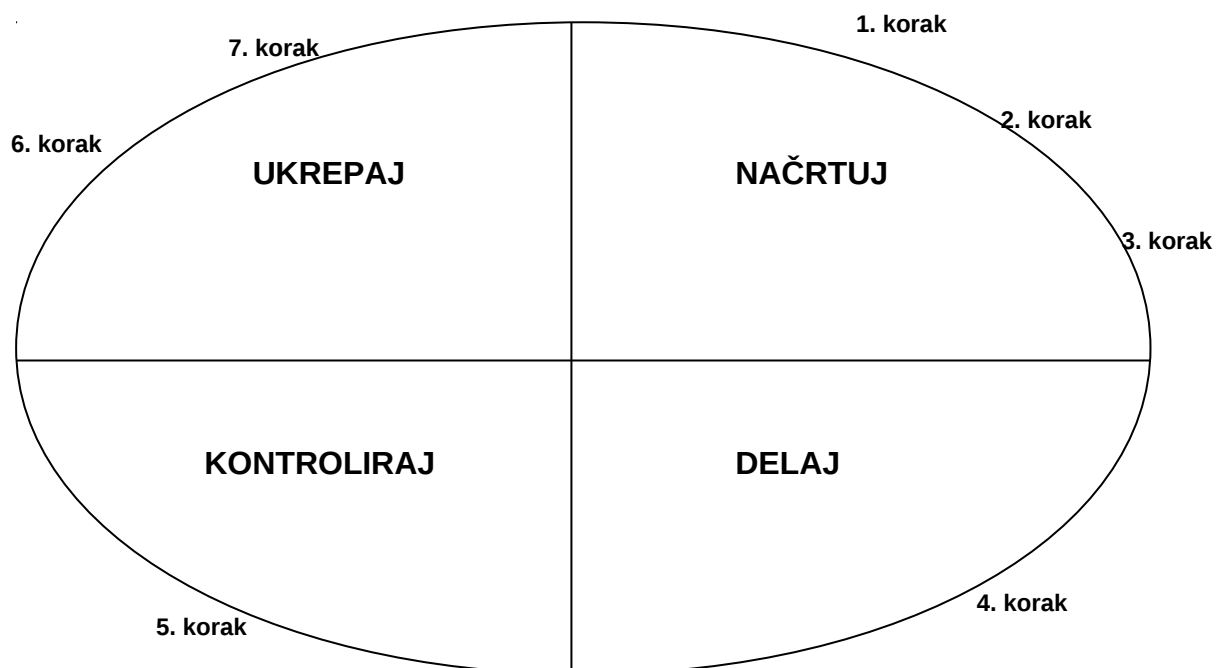 1. korak
7. korak
2. korak
6. korak
UKREPAJ
NAČRTUJ
3. korak
KONTROLIRAJ
DELAJ
4. korak
5. korak